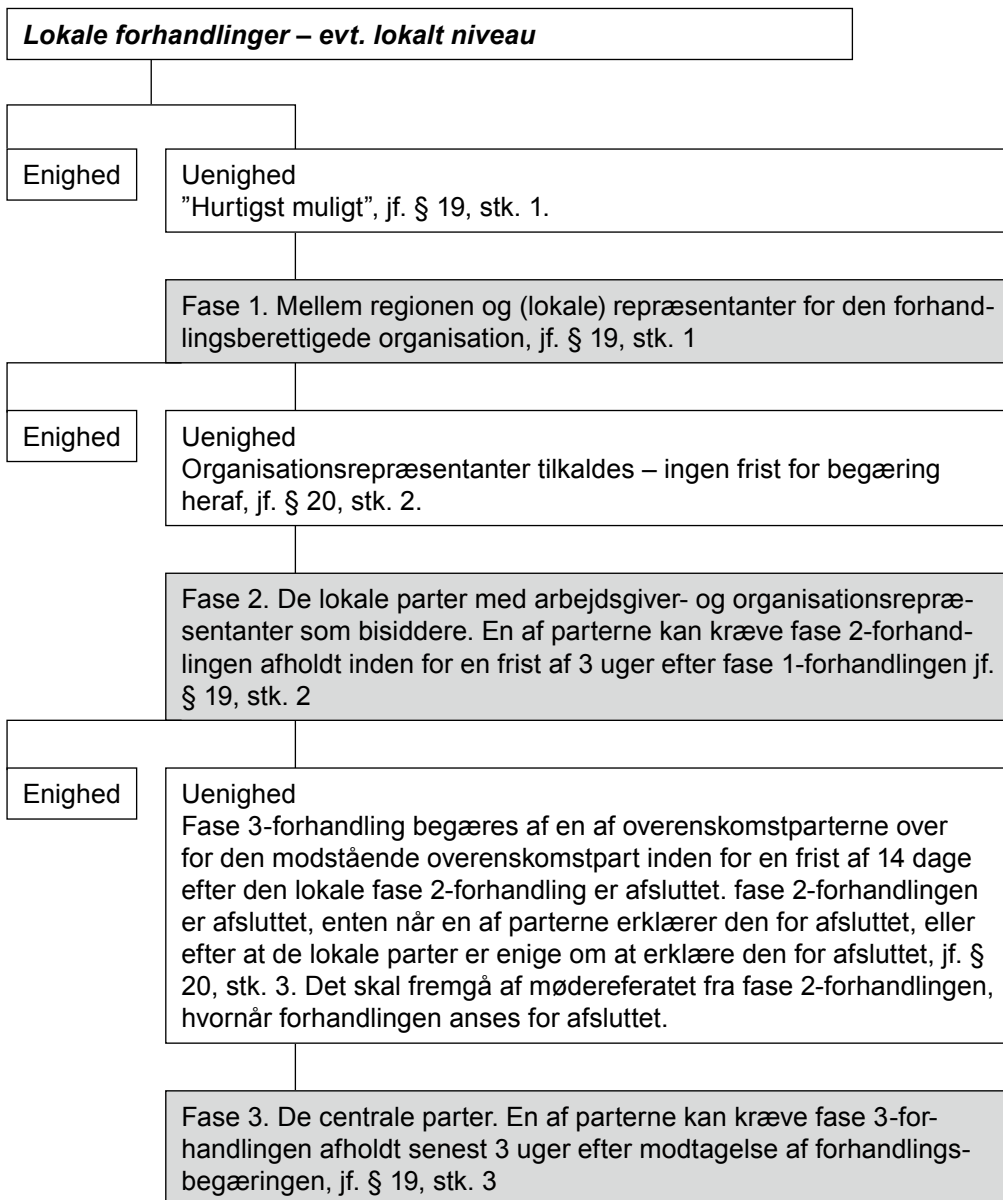 Lokale forhandlinger – evt. lokalt niveau
Enighed
Uenighed
”Hurtigst muligt”, jf. § 19, stk. 1.
Fase 1. Mellem regionen og (lokale) repræsentanter for den forhand-
lingsberettigede organisation, jf. § 19, stk. 1
Enighed
Uenighed
Organisationsrepræsentanter tilkaldes – ingen frist for begæring
heraf, jf. § 20, stk. 2.
Fase 2. De lokale parter med arbejdsgiver- og organisationsrepræ-
sentanter som bisiddere. En af parterne kan kræve fase 2-forhand-
lingen afholdt inden for en frist af 3 uger efter fase 1-forhandlingen jf.
§ 19, stk. 2
Enighed
Uenighed
Fase 3-forhandling begæres af en af overenskomstparterne over
for den modstående overenskomstpart inden for en frist af 14 dage
efter den lokale fase 2-forhandling er afsluttet. fase 2-forhandlingen
er afsluttet, enten når en af parterne erklærer den for afsluttet, eller
efter at de lokale parter er enige om at erklære den for afsluttet, jf. §
20, stk. 3. Det skal fremgå af mødereferatet fra fase 2-forhandlingen,
hvornår forhandlingen anses for afsluttet.
Fase 3. De centrale parter. En af parterne kan kræve fase 3-for-
handlingen afholdt senest 3 uger efter modtagelse af forhandlings-
begæringen, jf. § 19, stk. 3